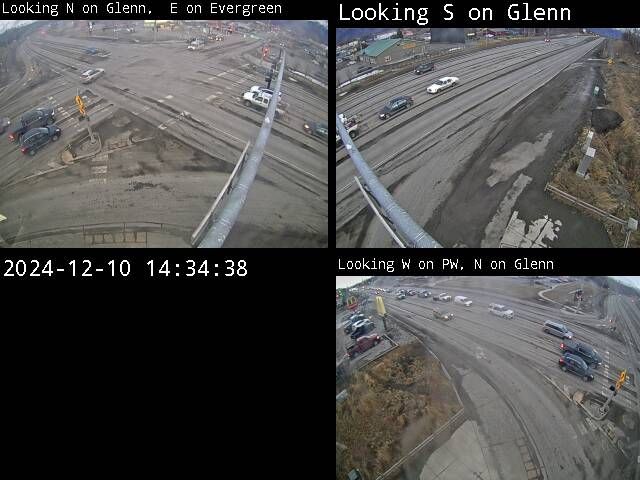 Looking N on Glenn, E on Evergreen
Looking S on Glenn
2024-12-10 14:34:38
Looking W on PW, N on Glenn